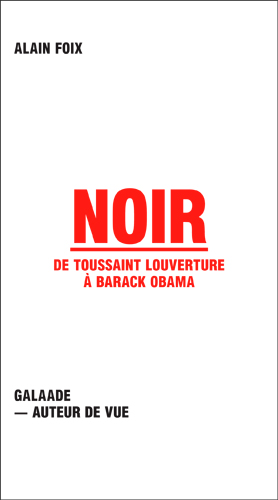 ALAIN FOIX
NOIR
DE TOUSSAINT LOUVERTURE
À BARACK OBAMA
GALAADE
— AUTEUR DE VUE